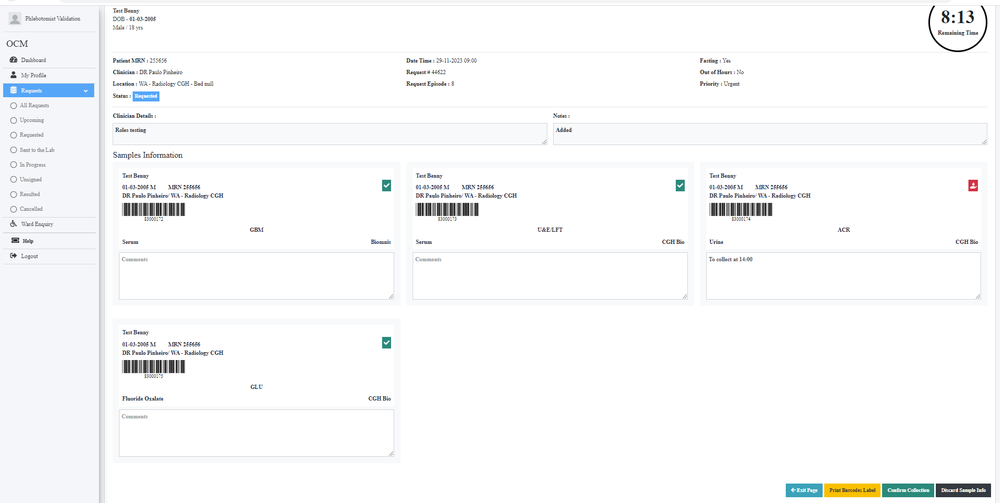 Phlebotomist Validation
OCM
Dashboard
My Profile
Requests
All Requests
Upcoming
Requested
Sent to the Lab
In Progress
Unsigned
Resulted
Cancelled
Ward Enquiry
Help
Logout
Test Benny
DOB - 01-03-2005
Male / 18 yrs
8:13
Remaining Time
Patient MRN : 255656
Date Time : 29-11-2023 09:00
Fasting : Yes
Clinician : DR Paulo Pinheiro
Request # 44622
Out of Hours : No
Location : WA - Radiology CGH - Bed null
Request Episode : 8
Priority : Urgent
Status : Requested
Clinician Details :
Notes :
Roles testing
Added
Samples Information
Test Benny
01-03-2005 M MRN 255656
DR Paulo Pinheiro/ WA - Radiology CGH
83000172
GBM
Serum Biomnis
Comments
Test Benny
01-03-2005 M MRN 255656
DR Paulo Pinheiro/ WA - Radiology CGH
83000173
U&E/LFT
Serum CGH Bio
Comments
Test Benny
01-03-2005 M MRN 255656
DR Paulo Pinheiro/ WA - Radiology CGH
83000174
ACR
Urine CGH Bio
To collect at 14:00
Test Benny
01-03-2005 M MRN 255656
DR Paulo Pinheiro/ WA - Radiology CGH
83000175
GLU
Fluoride Oxalate CGH Bio
Comments
Exit Page
Print Barcodes Label
Confirm Collection
Discard Sample Info